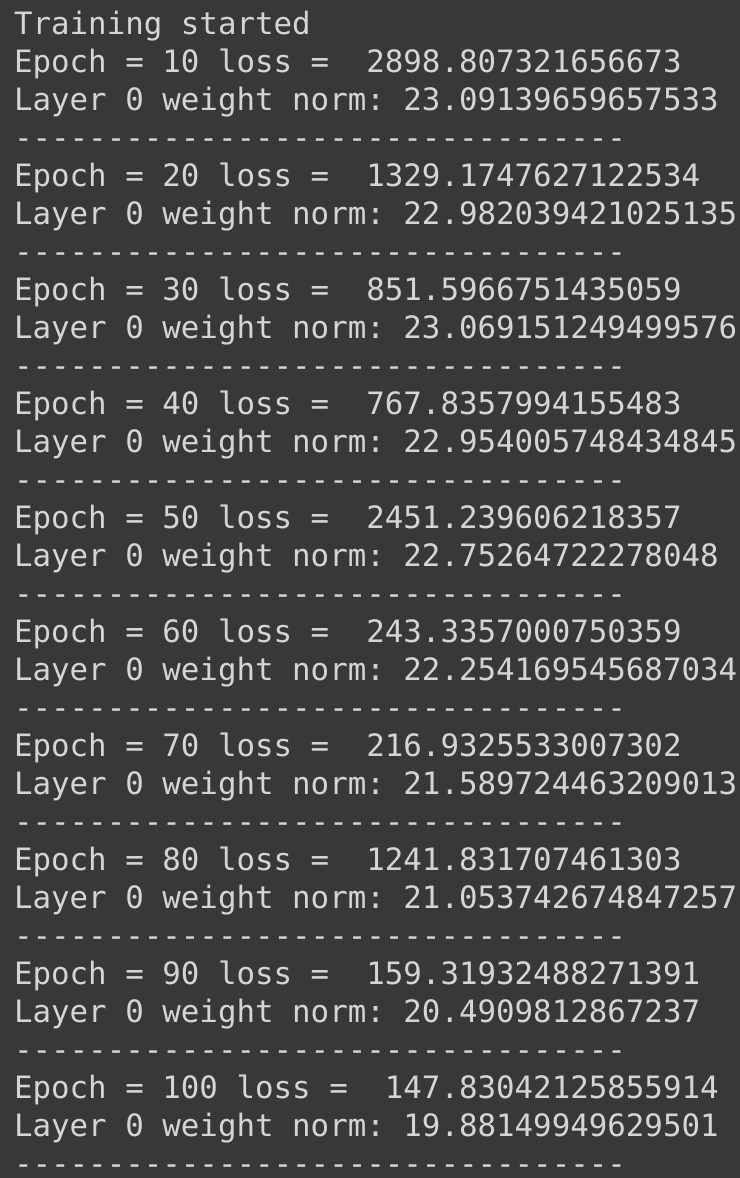 Training started
Epoch = 10 loss =  2898.807321656673
Layer 0 weight norm: 23.09139659657533
---------------------------------
Epoch = 20 loss =  1329.1747627122534
Layer 0 weight norm: 22.982039421025135
---------------------------------
Epoch = 30 loss =  851.5966751435059
Layer 0 weight norm: 23.069151249499576
---------------------------------
Epoch = 40 loss =  767.8357994155483
Layer 0 weight norm: 22.954005748434845
---------------------------------
Epoch = 50 loss =  2451.239606218357
Layer 0 weight norm: 22.75264722278048
---------------------------------
Epoch = 60 loss =  243.3357000750359
Layer 0 weight norm: 22.254169545687034
---------------------------------
Epoch = 70 loss =  216.9325533007302
Layer 0 weight norm: 21.589724463209013
---------------------------------
Epoch = 80 loss =  1241.831707461303
Layer 0 weight norm: 21.053742674847257
---------------------------------
Epoch = 90 loss =  159.31932488271391
Layer 0 weight norm: 20.4909812867237
---------------------------------
Epoch = 100 loss =  147.83042125855914
Layer 0 weight norm: 19.88149949629501
---------------------------------